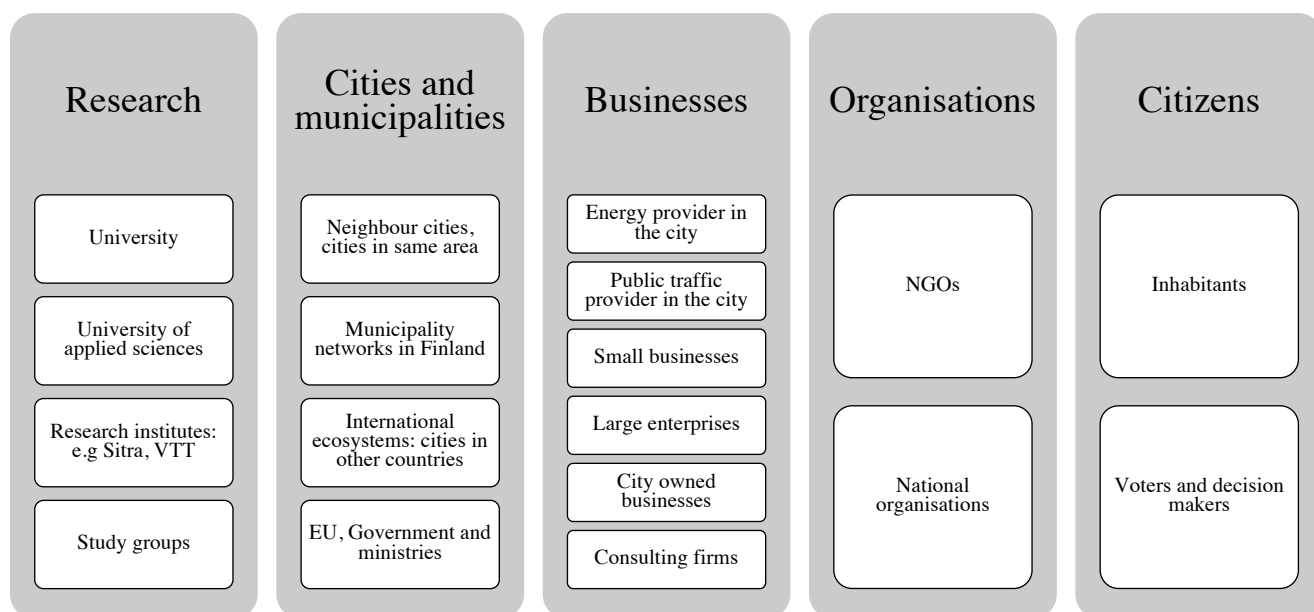 Research
University
University of
applied sciences
Research institutes:
e.g Sitra, VTT
Study groups
Cities and
municipalities
Neighbour cities,
cities in same area
Municipality
networks in Finland
International
ecosystems: cities in
other countries
EU, Government and
ministries
Businesses
Energy provider in
the city
Public traffic
provider in the city
Small businesses
Large enterprises
City owned
businesses
Consulting firms
Organisations
NGOs
National
organisations
Citizens
Inhabitants
Voters and decision
makers